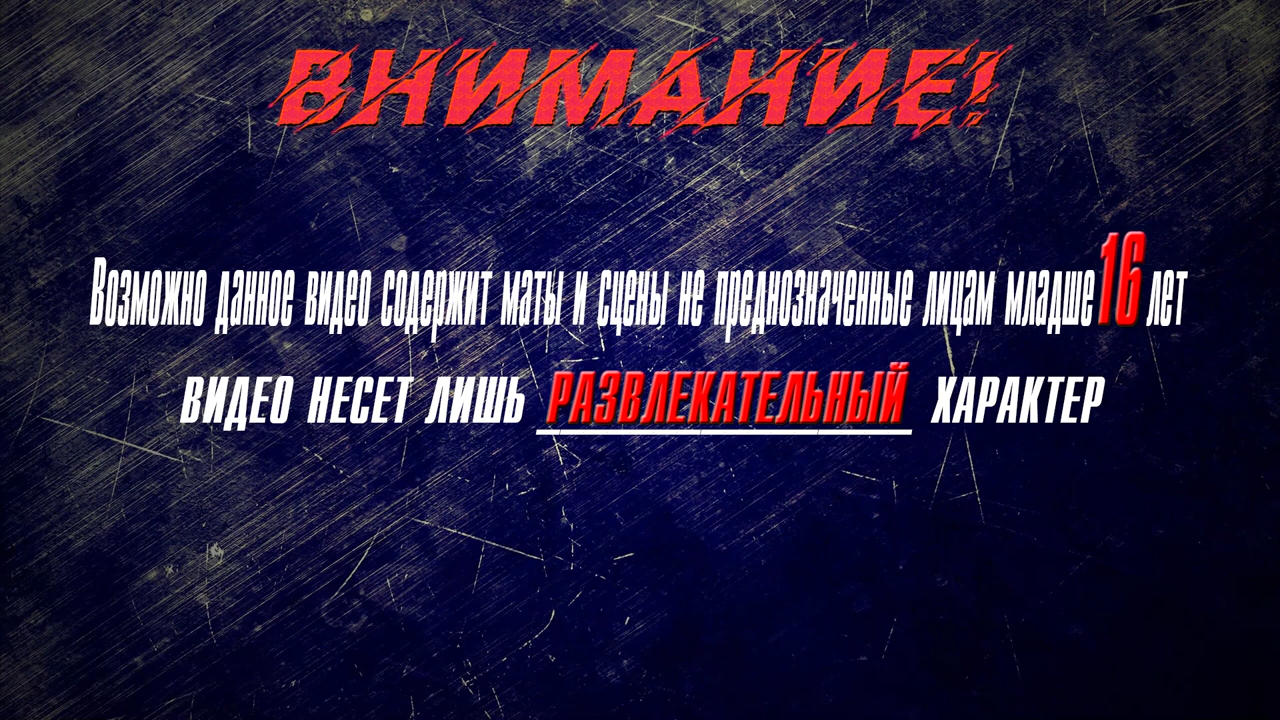 ВНИМАНИЕ!
Возможно данное видео содержит маты и сцены не преднозначенные лицам младше 16 лет
ВИДЕО НЕСЕТ ЛИШЬ РАЗВЛЕКАТЕЛЬНЫЙ ХАРАКТЕР